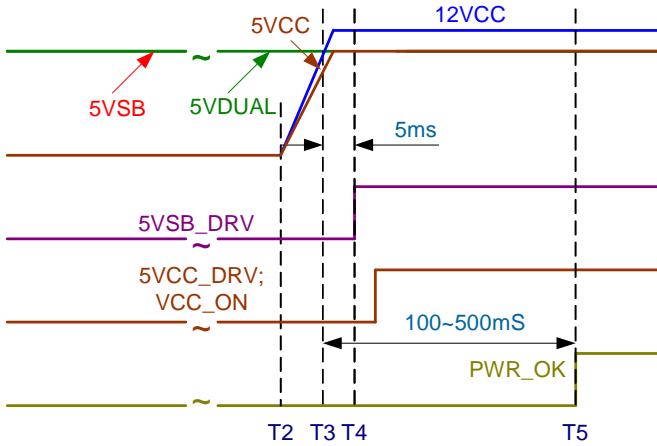 12VCC
5VCC
5VSB
5VDUAL
5ms
5VSB_DRV
5VCC_DRV;
VCC_ON
100~500mS
PWR_OK
T2 T3 T4 T5